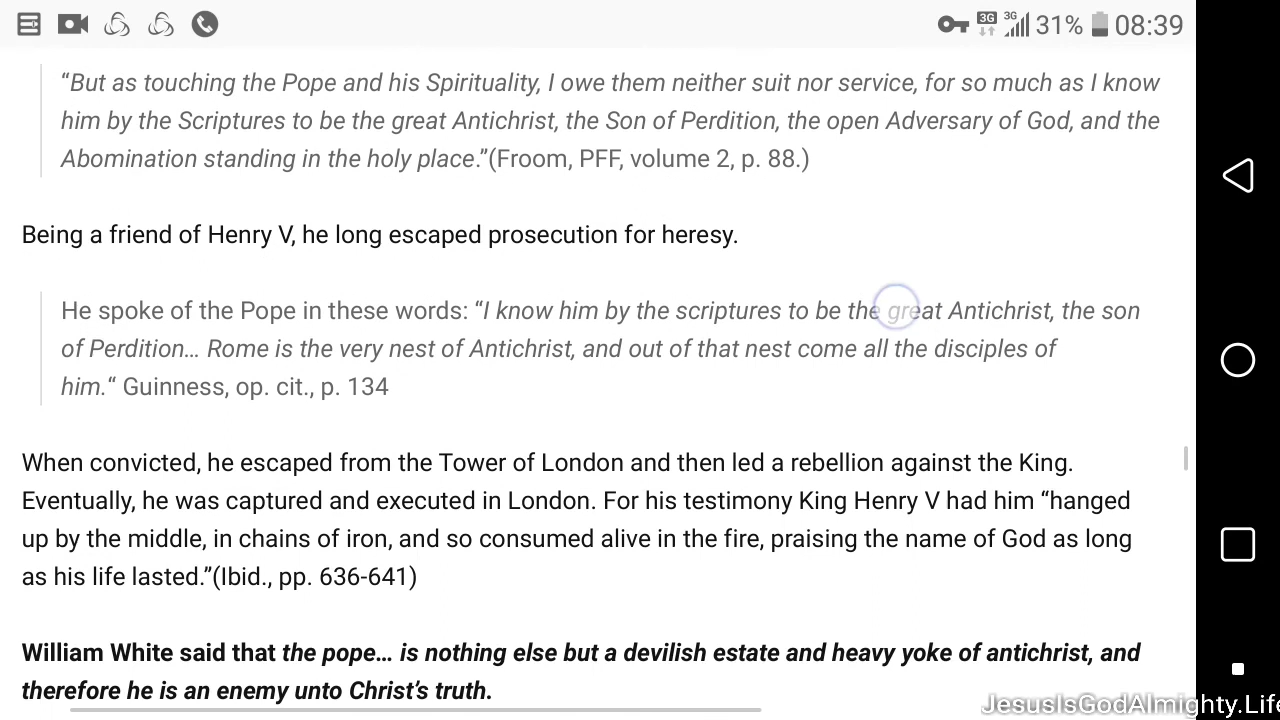 3G 3G 31% 08:39
“But as touching the Pope and his Spirituality, I owe them neither suit nor service, for so much as I know
him by the Scriptures to be the great Antichrist, the Son of Perdition, the open Adversary of God, and the
Abomination standing in the holy place.”(Froom, PFF, volume 2, p. 88.)
Being a friend of Henry V, he long escaped prosecution for heresy.
He spoke of the Pope in these words: “I know him by the scriptures to be the great Antichrist, the son
of Perdition… Rome is the very nest of Antichrist, and out of that nest come all the disciples of
him.“ Guinness, op. cit., p. 134
When convicted, he escaped from the Tower of London and then led a rebellion against the King.
Eventually, he was captured and executed in London. For his testimony King Henry V had him “hanged
up by the middle, in chains of iron, and so consumed alive in the fire, praising the name of God as long
as his life lasted.”(Ibid., pp. 636-641)
William White said that the pope… is nothing else but a devilish estate and heavy yoke of antichrist, and
therefore he is an enemy unto Christ’s truth.
JesusIsGodAlmighty.Life